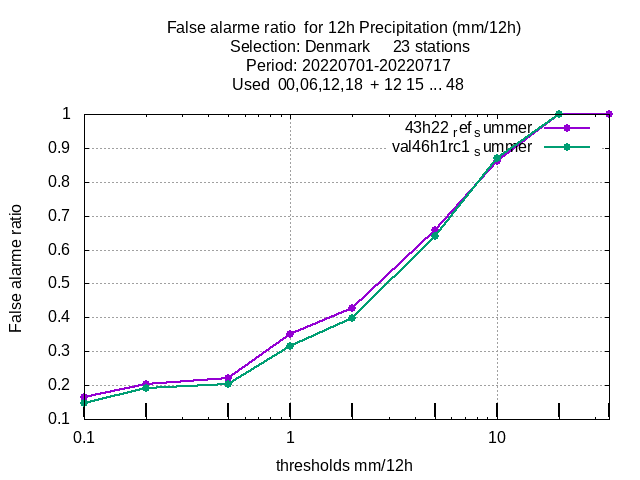 False alarme ratio for 12h Precipitation (mm/12h)
Selection: Denmark 23 stations
Period: 20220701-20220717
Used 00,06,12,18 + 12 15 ... 48
43h22 ref summer
val46h1rc1 summer
False alarme ratio
1
0.9
0.8
0.7
0.6
0.5
0.4
0.3
0.2
0.1
0.1 1 10
thresholds mm/12h